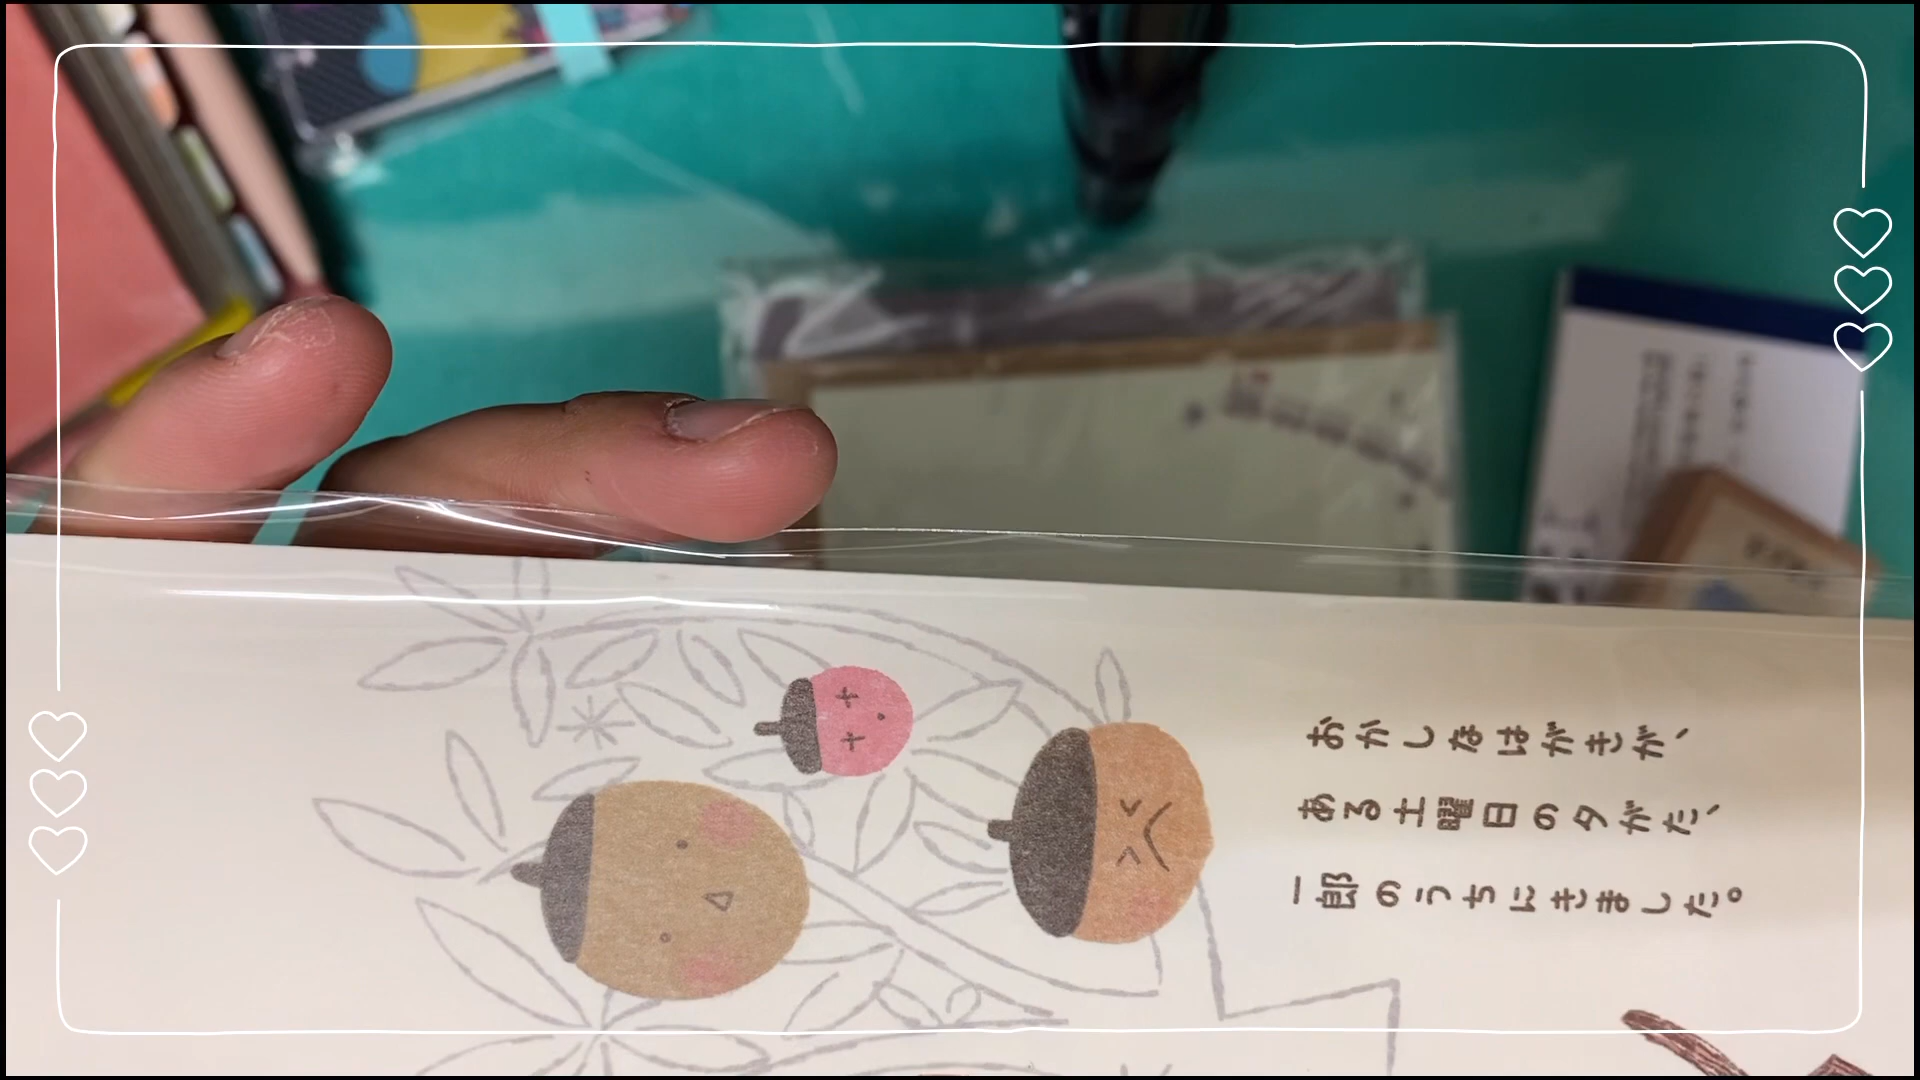 おかしなはがきが、
ある土曜日の夕がた、
一郎のうちにきました。